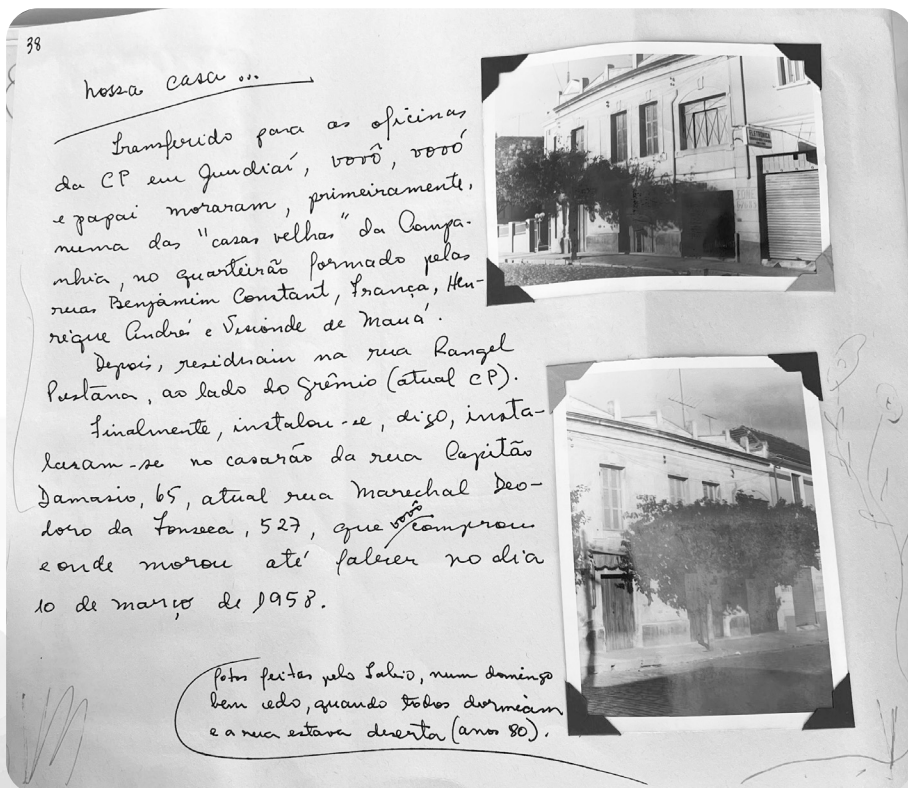 38
Nossa casa ...
Transferido para as oficinas
da CP em Jundiaí, vovô, vovó
e papai moraram, primeiramente,
numa das "casas velhas" da Compa-
nhia, no quarteirão formado pelas
ruas Benjamim Constant, França, Hen-
rique André e Visconde de Mauá.
Depois, residiram na rua Rangel
Pestana, ao lado do Grêmio (atual CP).
Finalmente, instalou-se, digo, insta-
laram-se no casarão da rua Capitão
Damasio, 65, atual rua Marechal Deo-
doro da Fonseca, 527, que vovô comprou
e onde morou até falecer no dia
10 de março de 1958.
fotos feitas pelo Fabio, num domingo
bem cedo, quando todos dormiam
e a rua estava deserta (anos 80).
ELETRÔNICA